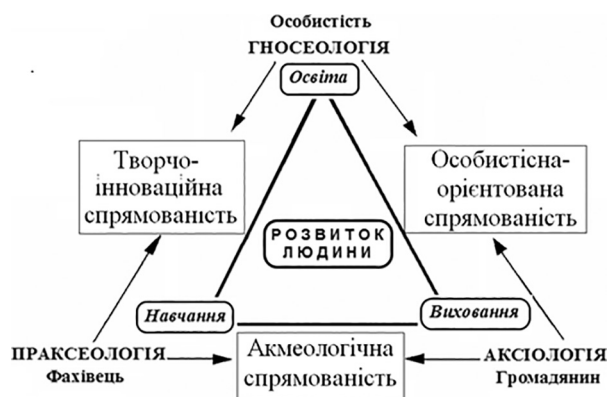 Особистість
ГНОСЕОЛОГІЯ
Освіта
Творчо-
інноваційна
спрямованість
Особистісна-
орієнтована
спрямованість
РОЗВИТОК
ЛЮДИНИ
Навчання
Виховання
ПРАКСЕОЛОГІЯ
Фахівець
Акмеологічна
спрямованість
АКСІОЛОГІЯ
Громадянин